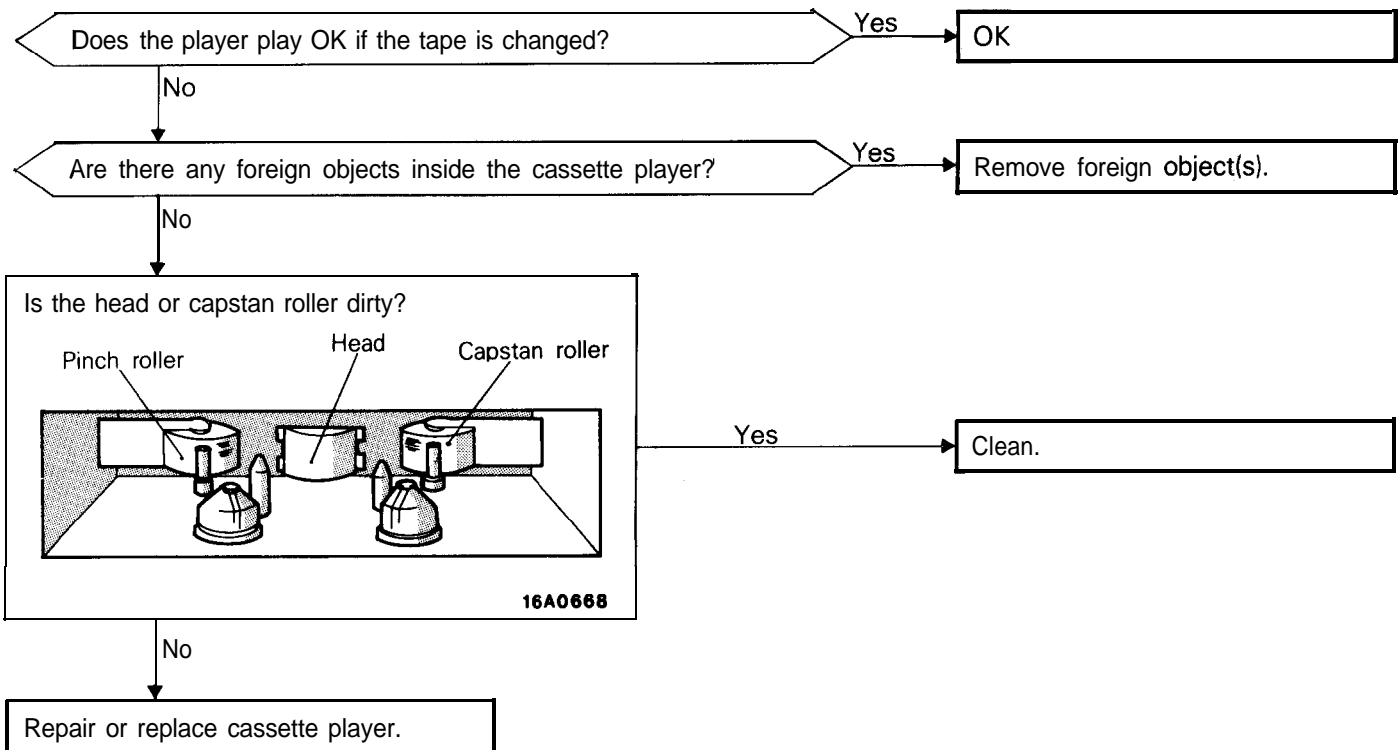 Does the player play OK if the tape is changed?
Yes
OK
No
Are there any foreign objects inside the cassette player?
Yes
Remove foreign object(s).
No
Is the head or capstan roller dirty?
Pinch roller
Head
Capstan roller
Yes
Clean.
16A0668
No
Repair or replace cassette player.